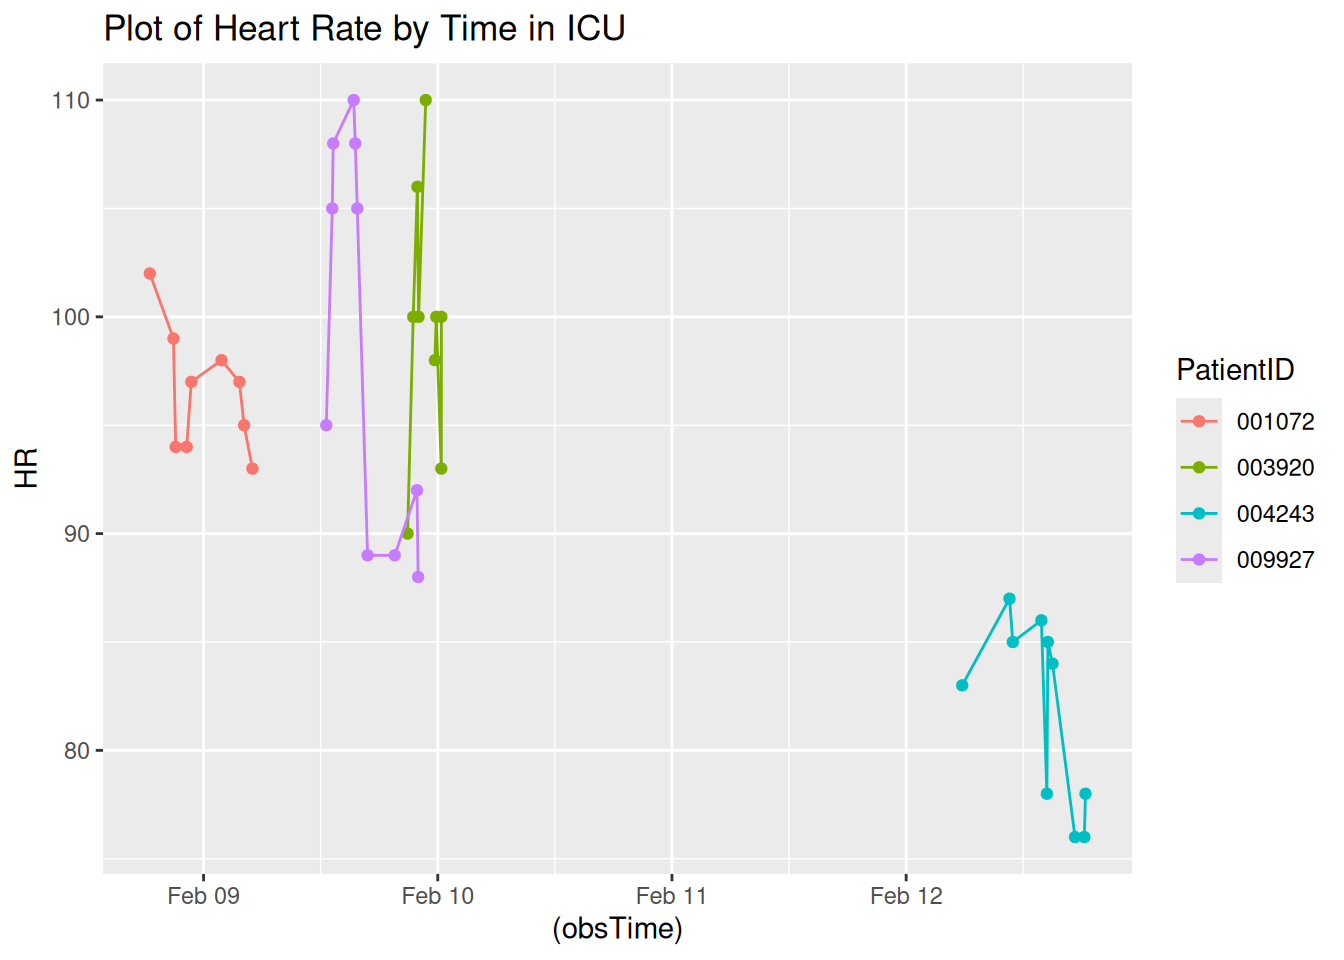 Plot of Heart Rate by Time in ICU
110
100
90
80
HR
Feb 09
Feb 10
Feb 11
Feb 12
(obsTime)
PatientID
001072
003920
004243
009927